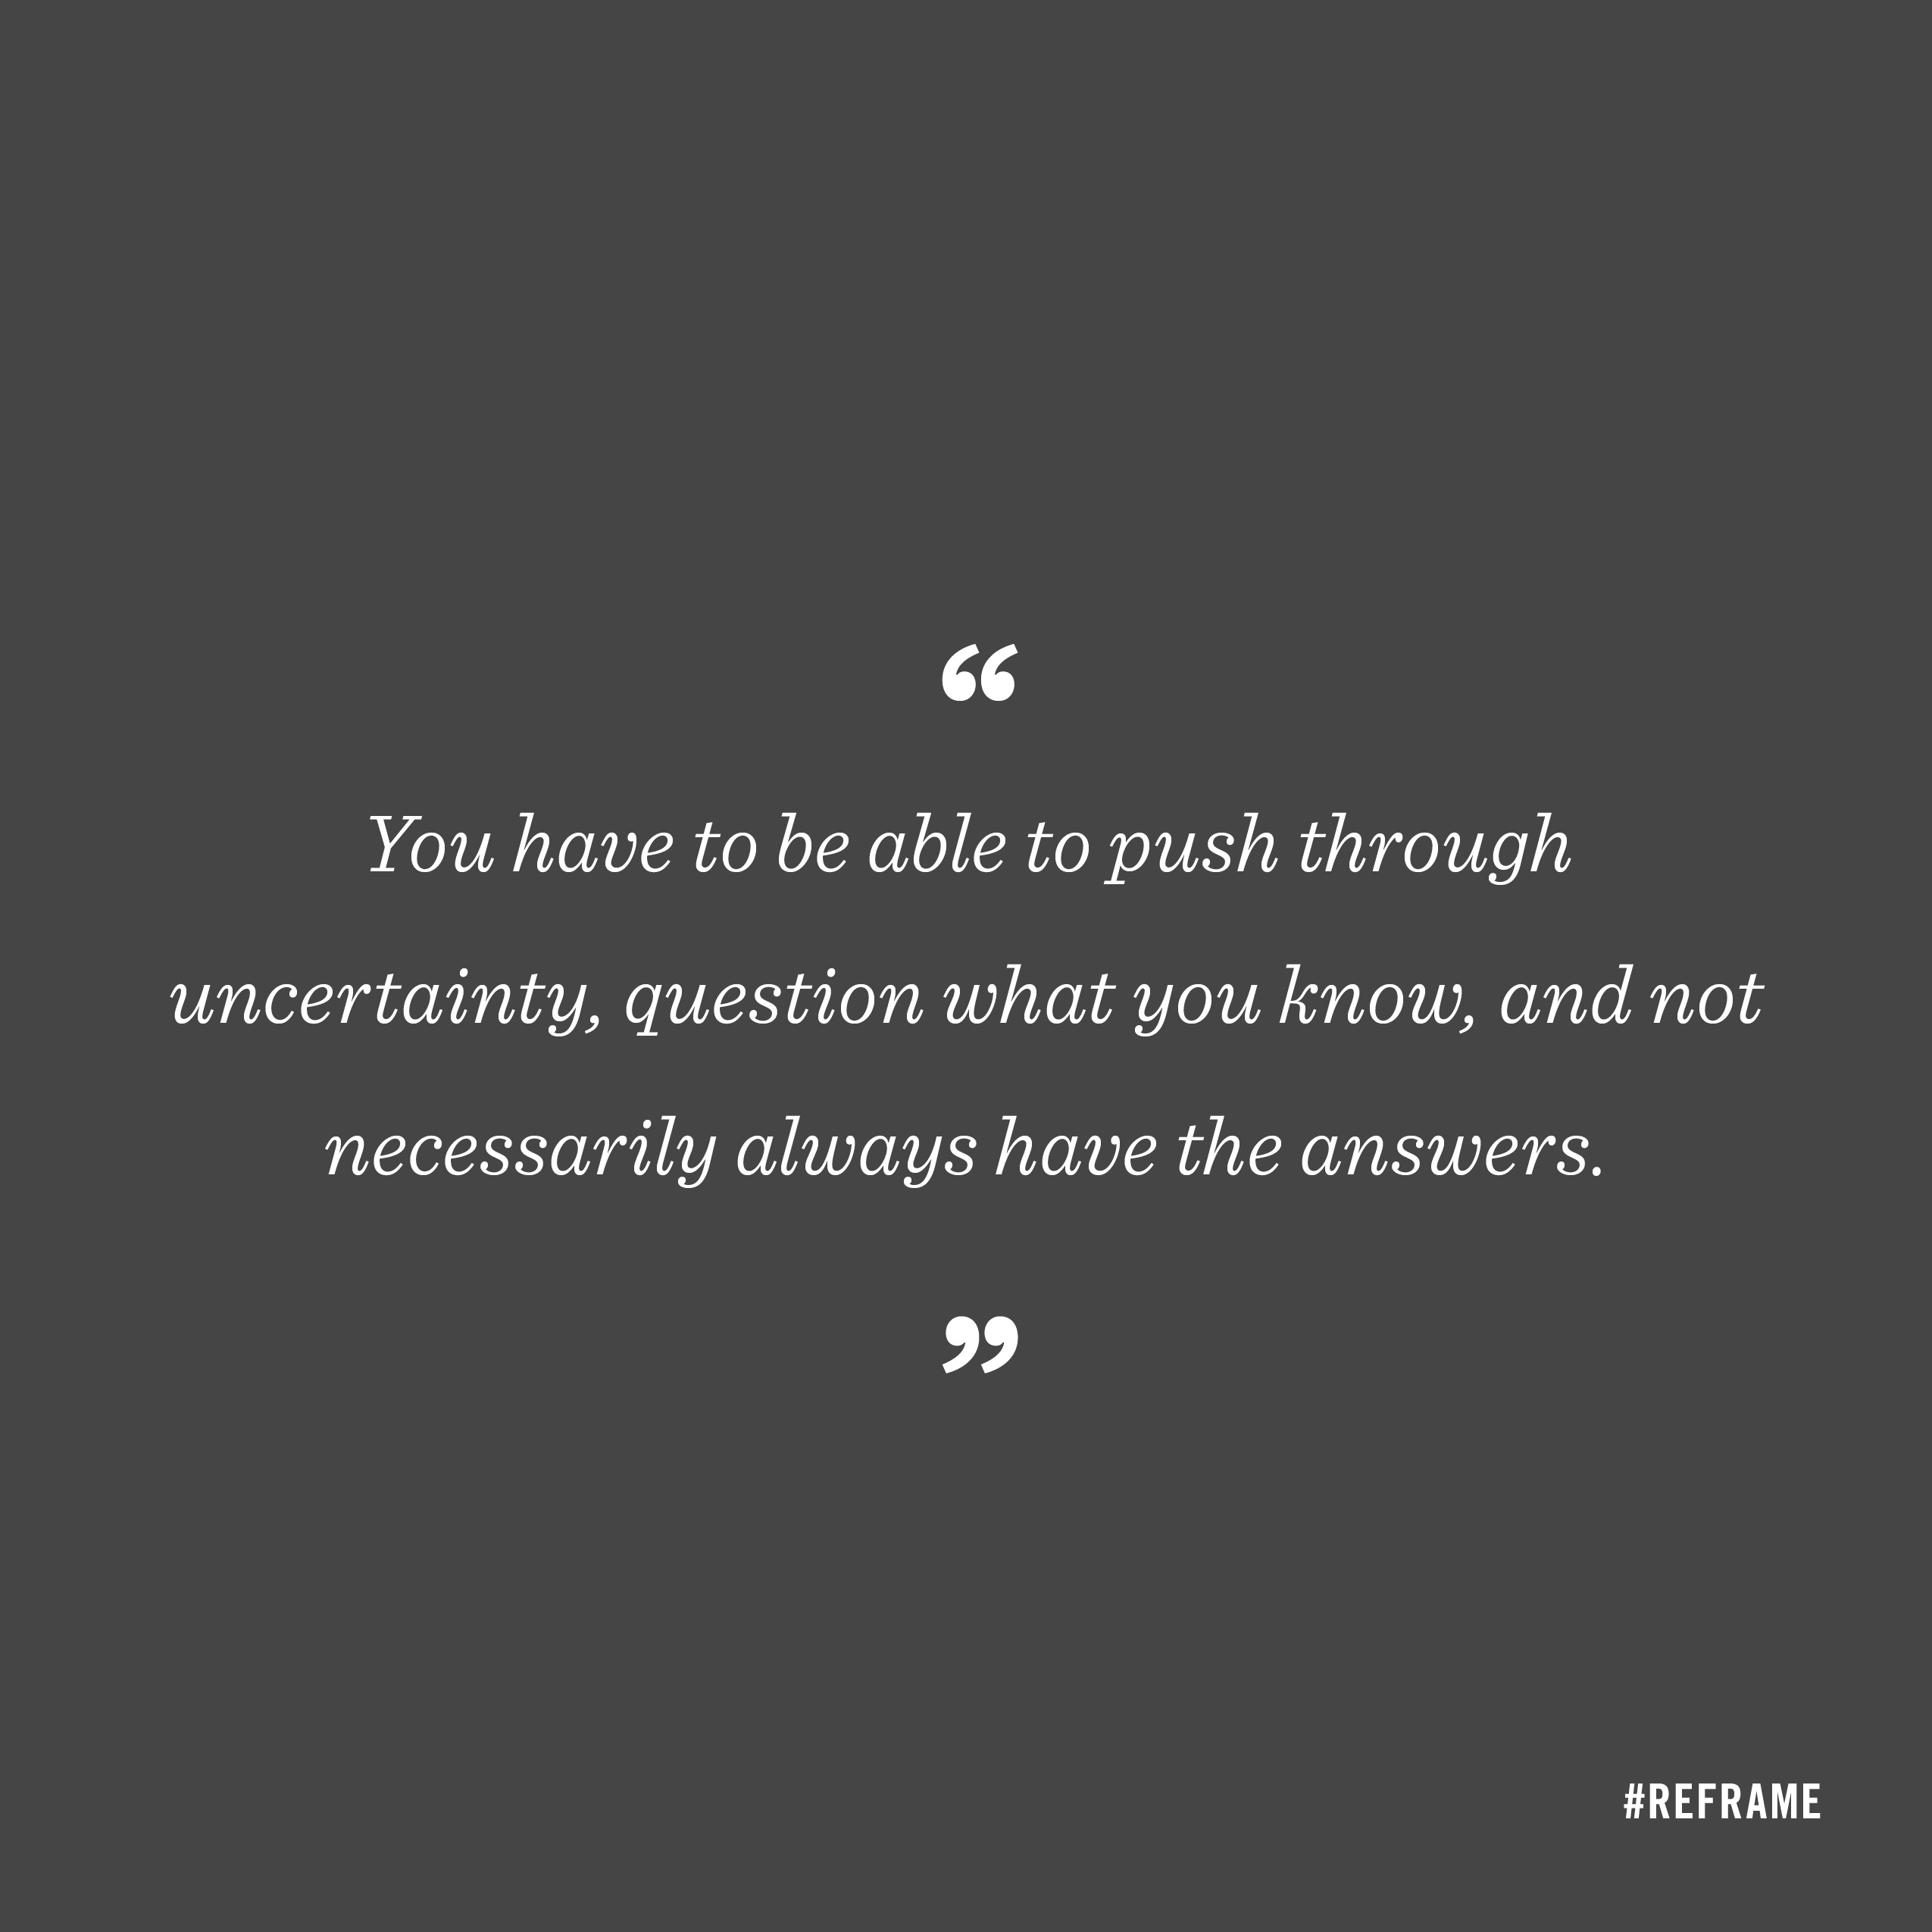 “
You have to be able to push through
uncertainty, question what you know, and not
necessarily always have the answers.
”
#REFRAME